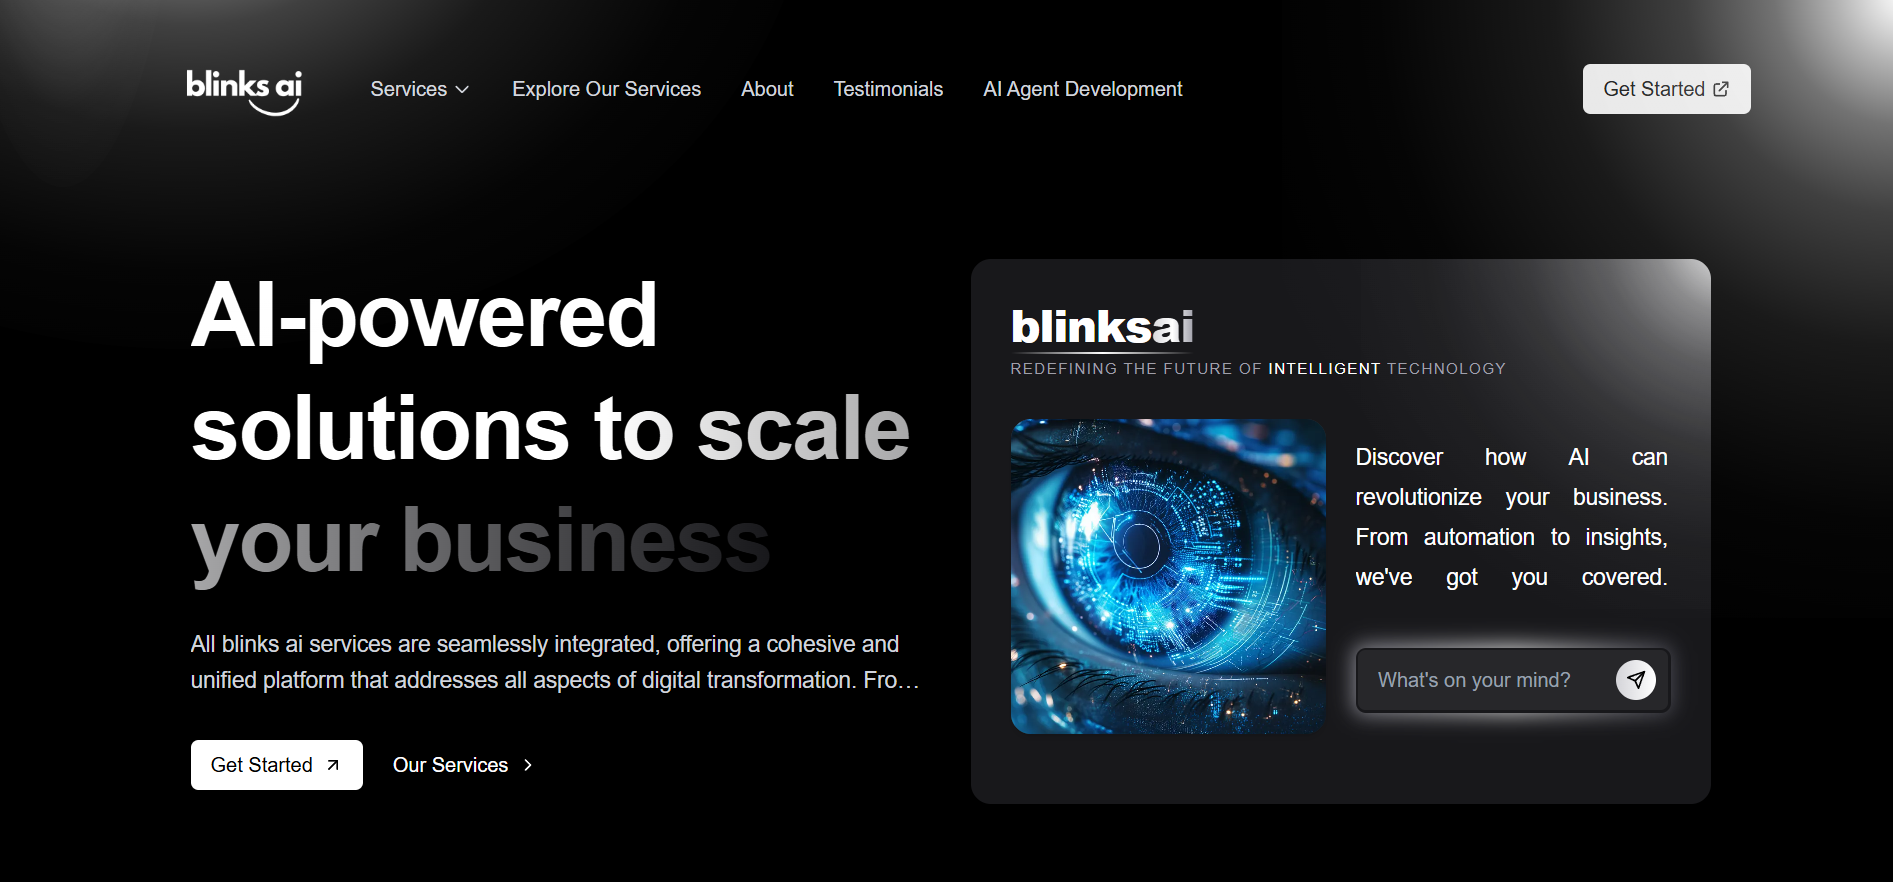 blinks ai
Services
Explore Our Services
About
Testimonials
AI Agent Development
Get Started
AI-powered
solutions to scale
your business
All blinks ai services are seamlessly integrated, offering a cohesive and
unified platform that addresses all aspects of digital transformation. Fro...
Get Started
Our Services
blinksai
REDEFINING THE FUTURE OF INTELLIGENT TECHNOLOGY
Discover how AI can
revolutionize your business.
From automation to insights,
we've got you covered.
What's on your mind?